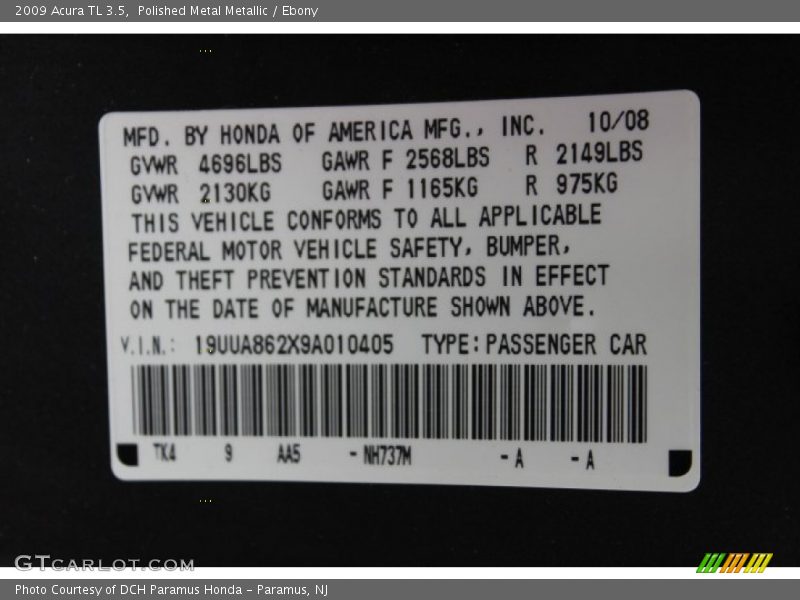 2009 Acura TL 3.5,  Polished Metal Metallic / Ebony
MFD. BY HONDA OF AMERICA MFG., INC. 10/08
GVWR 4696LBS GAWR F 2568LBS R 2149LBS
GVWR 2130KG GAWR F 1165KG R 975KG
THIS VEHICLE CONFORMS TO ALL APPLICABLE
FEDERAL MOTOR VEHICLE SAFETY, BUMPER,
AND THEFT PREVENTION STANDARDS IN EFFECT
ON THE DATE OF MANUFACTURE SHOWN ABOVE.
V.I.N.: 19UUA862X9A010405 TYPE:PASSENGER CAR
TK4 9 AA5 - NH737M - A - A
GTCARLOT.COM
Photo Courtesy of DCH Paramus Honda – Paramus, NJ